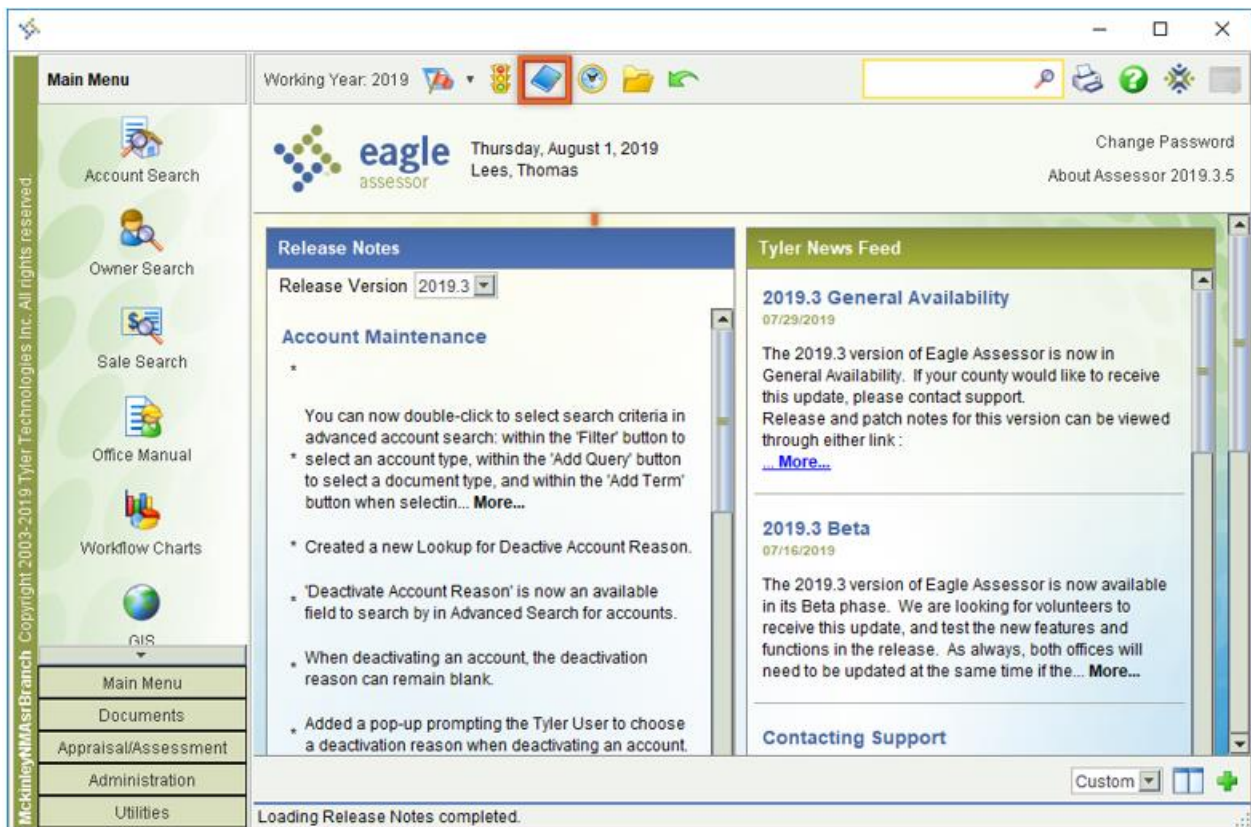 Main Menu
Working Year: 2019
Account Search
Owner Search
Sale Search
Office Manual
Workflow Charts
GIS
Main Menu
Documents
Appraisal/Assessment
Administration
Utilities
MckinleyNMAsrBranch Copyright 2003-2019 Tyler Technologies Inc. All rights reserved.
eagle
assessor
Thursday, August 1, 2019
Lees, Thomas
Change Password
About Assessor 2019.3.5
Release Notes
Release Version 2019.3
Account Maintenance
*
You can now double-click to select search criteria in
advanced account search: within the 'Filter' button to
* select an account type, within the 'Add Query' button
to select a document type, and within the 'Add Term'
button when selectin... More...
* Created a new Lookup for Deactive Account Reason.
* 'Deactivate Account Reason' is now an available
field to search by in Advanced Search for accounts.
* When deactivating an account, the deactivation
reason can remain blank.
* Added a pop-up prompting the Tyler User to choose
a deactivation reason when deactivating an account.
Tyler News Feed
2019.3 General Availability
07/29/2019
The 2019.3 version of Eagle Assessor is now in
General Availability. If your county would like to receive
this update, please contact support.
Release and patch notes for this version can be viewed
through either link :
... More...
2019.3 Beta
07/16/2019
The 2019.3 version of Eagle Assessor is now available
in its Beta phase. We are looking for volunteers to
receive this update, and test the new features and
functions in the release. As always, both offices will
need to be updated at the same time if the... More...
Contacting Support
Custom
Loading Release Notes completed.